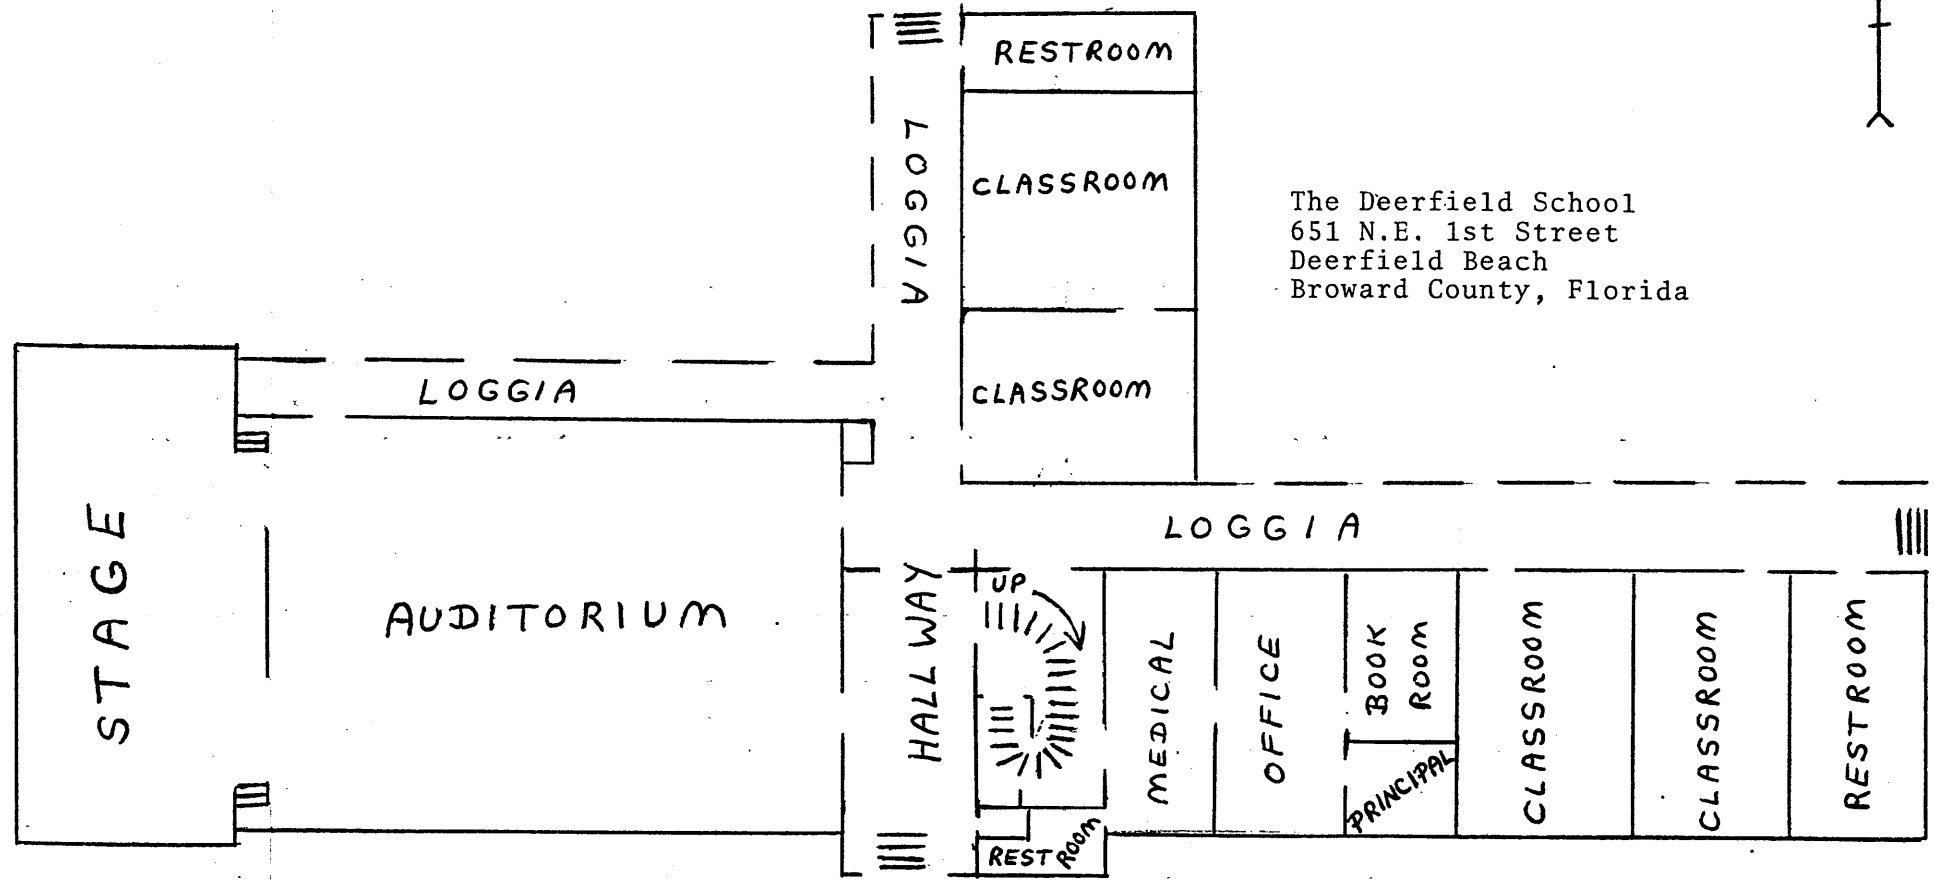 RESTROOM
LOGGIA
CLASSROOM
The Deerfield School
651 N.E. 1st Street
Deerfield Beach
Broward County, Florida
CLASSROOM
LOGGIA
LOGGIA
STAGE
AUDITORIUM
HALLWAY
UP
MEDICAL
OFFICE
BOOK
ROOM
PRINCIPAL
CLASSROOM
CLASSROOM
RESTROOM
RESTROOM